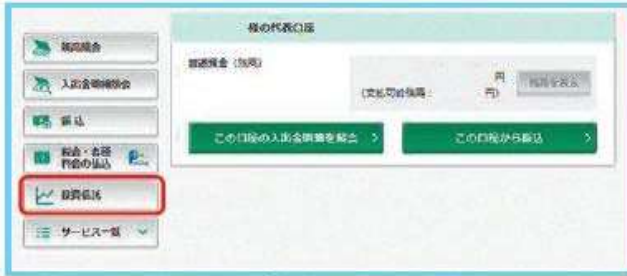 様の代表口座
残高照会
普通預金（残高）
円
残高を表示
入出金明細照会
（支払可能残高：
円）
振込
この口座の入出金明細を照会
この口座から振込
税金・各種
料金の払込
投資信託
サービス一覧